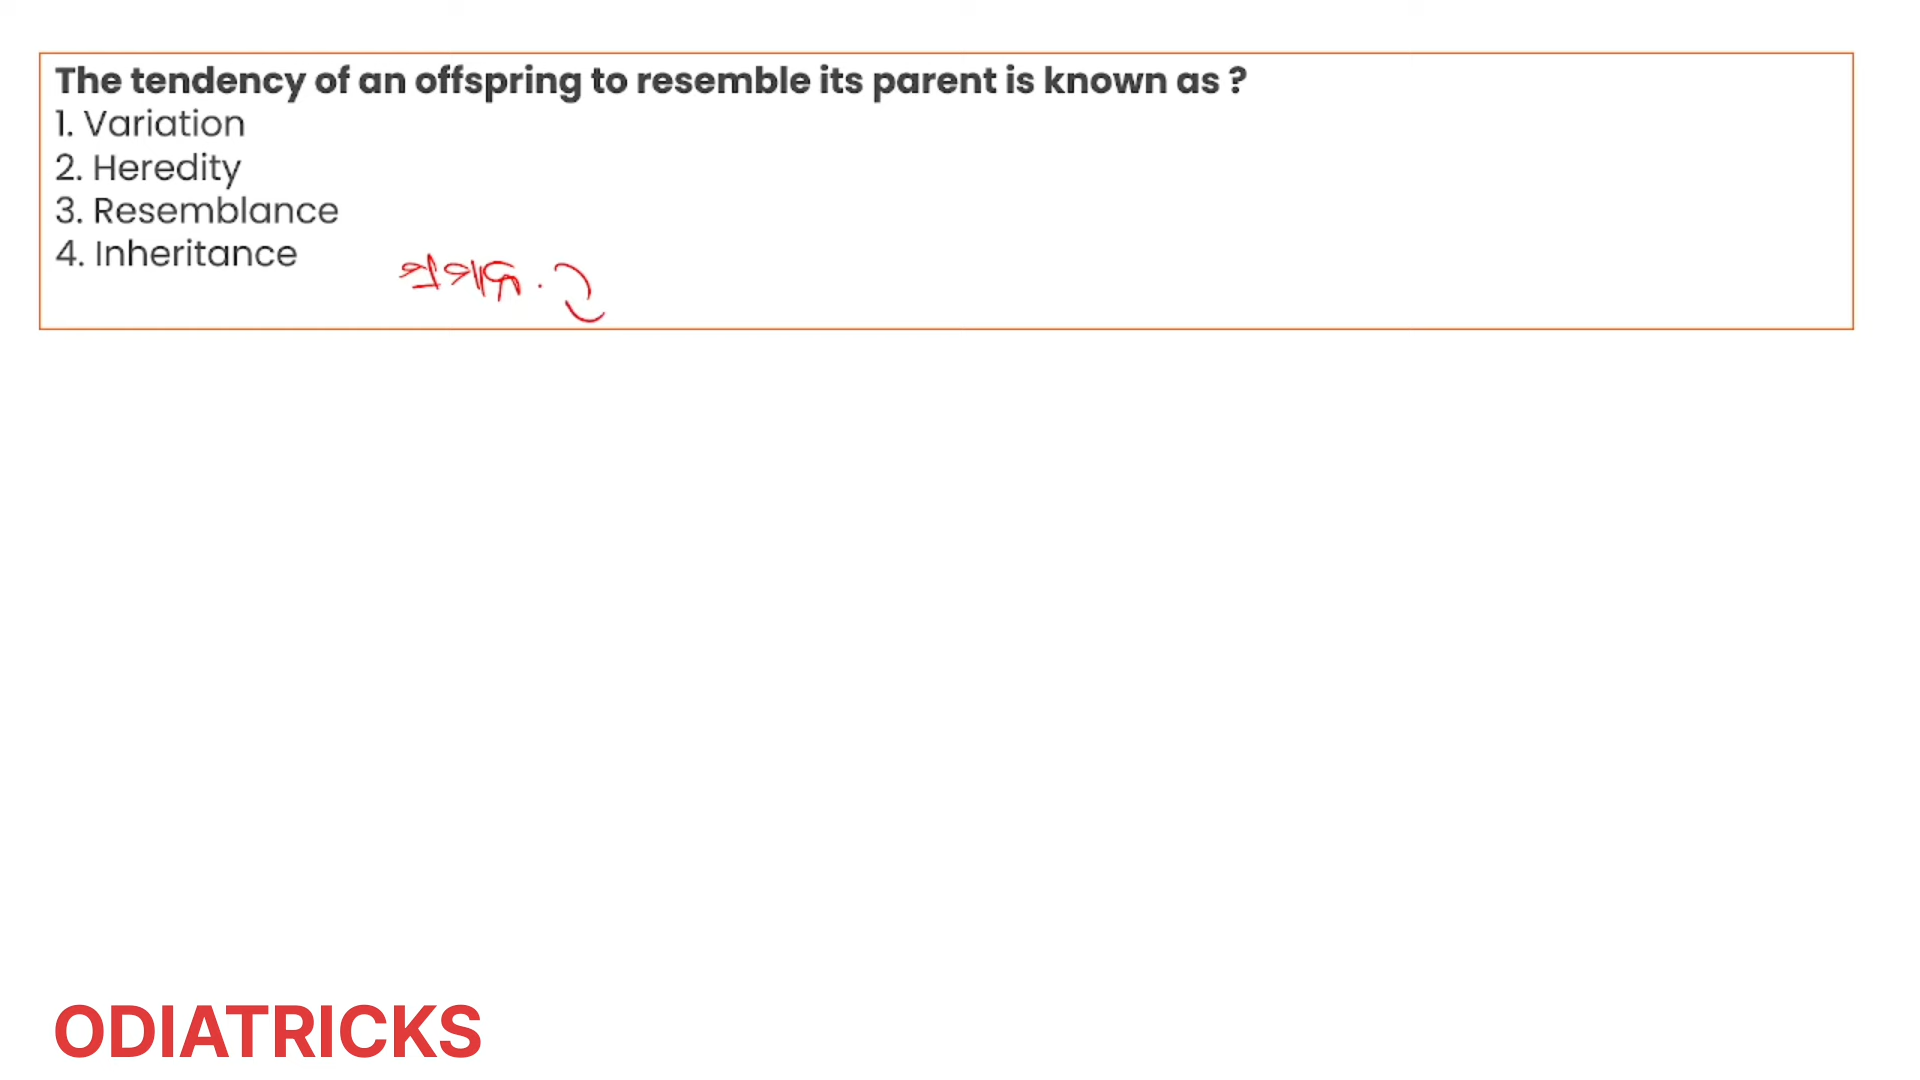 The tendency of an offspring to resemble its parent is known as ?
1. Variation
2. Heredity
3. Resemblance
4. Inheritance
ODIATRICKS